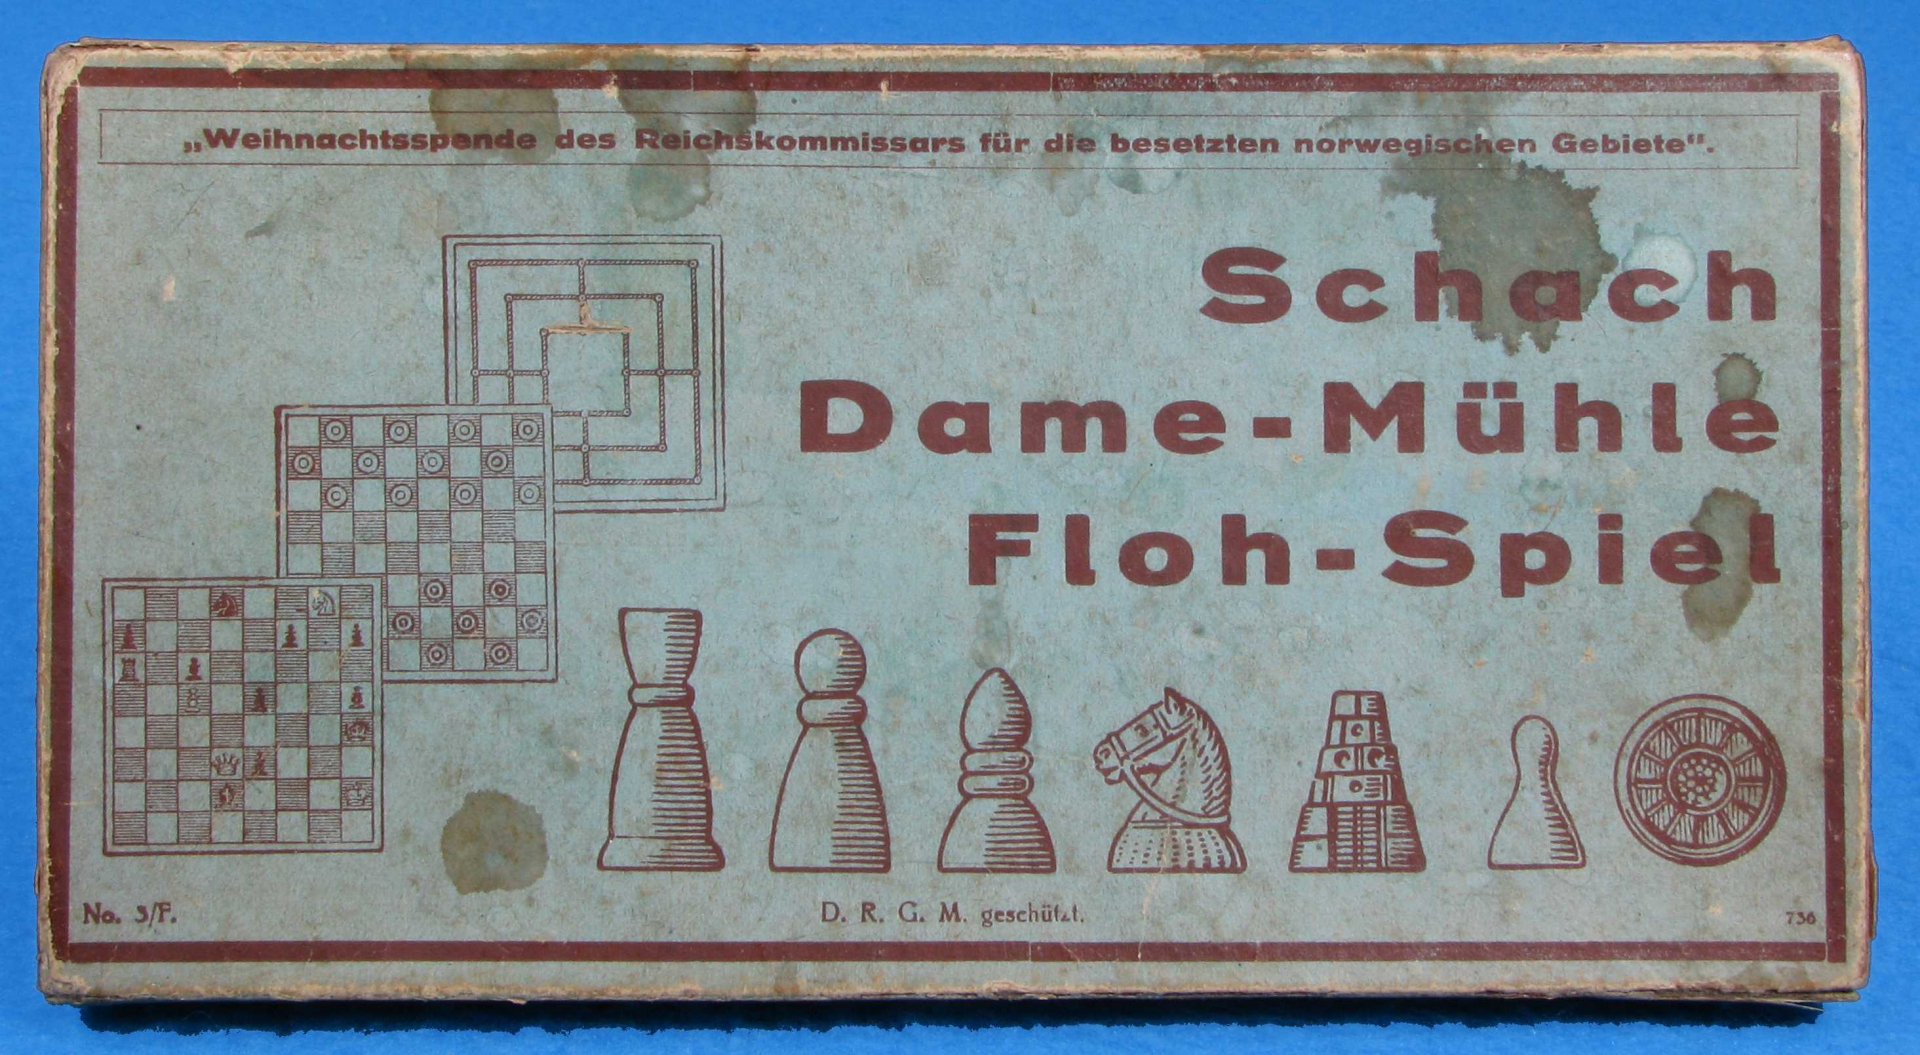 „Weihnachtsspende des Reichskommissars für die besetzten norwegischen Gebiete“.
Schach
Dame-Mühle
Floh-Spiel
No. 3/F.
D. R. G. M. geschützt.
736